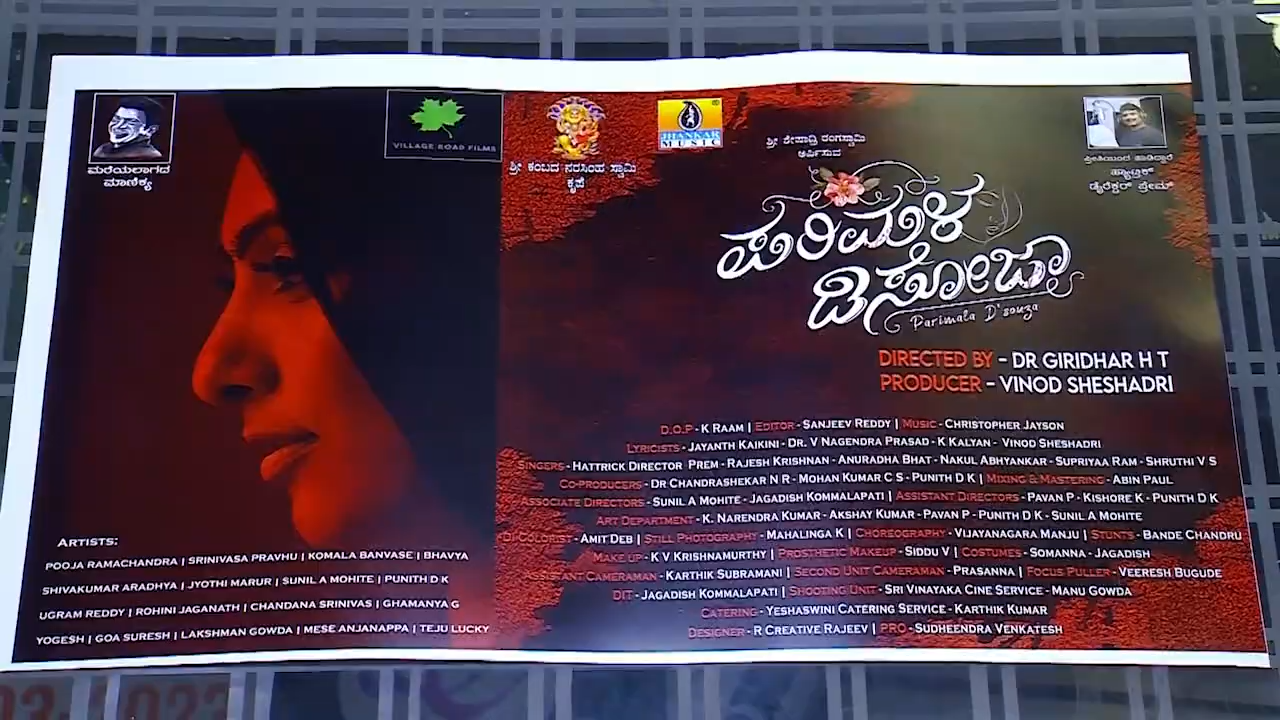 ಮರೆಯಲಾಗದ
ಮಾಣಿಕ್ಯ
VILLAGE ROAD FILMS
ಶ್ರೀ ಕಂಬದ ನರಸಿಂಹ ಸ್ವಾಮಿ
ಕೃಪೆ
JHANKAR
MUSIC
ಶ್ರೀ ಶೇಷಾದ್ರಿ ರಂಗಸ್ವಾಮಿ
ಅರ್ಪಿಸುವ
ಪ್ರೀತಿಯಿಂದ ಹಾಡಿದ್ದಾರೆ
ಹ್ಯಾಟ್ರಿಕ್
ಡೈರೆಕ್ಟರ್ ಪ್ರೇಮ್
ಪರಿಮಳ
ಡಿಸೋಜಾ
Parimala D'souza
DIRECTED BY - DR GIRIDHAR H T
PRODUCER - VINOD SHESHADRI
D.O.P - K RAAM | EDITOR - SANJEEV REDDY | MUSIC - CHRISTOPHER JAYSON
LYRICISTS - JAYANTH KAIKINI - DR. V NAGENDRA PRASAD - K KALYAN - VINOD SHESHADRI
SINGERS - HATTRICK DIRECTOR PREM - RAJESH KRISHNAN - ANURADHA BHAT - NAKUL ABHYANKAR - SUPRIYAA RAM - SHRUTHI V S
CO-PRODUCERS - DR CHANDRASHEKAR N R - MOHAN KUMAR C S - PUNITH D K | MIXING & MASTERING - ABIN PAUL
ASSOCIATE DIRECTORS - SUNIL A MOHITE - JAGADISH KOMMALAPATI | ASSISTANT DIRECTORS - PAVAN P - KISHORE K - PUNITH D K
ART DEPARTMENT - K. NARENDRA KUMAR - AKSHAY KUMAR - PAVAN P - PUNITH D K - SUNIL A MOHITE
DI COLORIST - AMIT DEB | STILL PHOTOGRAPHY - MAHALINGA K | CHOREOGRAPHY - VIJAYANAGARA MANJU | STUNTS - BANDE CHANDRU
MAKE UP - K V KRISHNAMURTHY | PROSTHETIC MAKEUP - SIDDU V | COSTUMES - SOMANNA - JAGADISH
ASSISTANT CAMERAMAN - KARTHIK SUBRAMANI | SECOND UNIT CAMERAMAN - PRASANNA | FOCUS PULLER - VEERESH BUGUDE
DIT - JAGADISH KOMMALAPATI | SHOOTING UNIT - SRI VINAYAKA CINE SERVICE - MANU GOWDA
CATERING - YESHASWINI CATERING SERVICE - KARTHIK KUMAR
DESIGNER - R CREATIVE RAJEEV | PRO - SUDHEENDRA VENKATESH
ARTISTS:
POOJA RAMACHANDRA | SRINIVASA PRAVHU | KOMALA BANVASE | BHAVYA
SHIVAKUMAR ARADHYA | JYOTHI MARUR | SUNIL A MOHITE | PUNITH D K
UGRAM REDDY | ROHINI JAGANATH | CHANDANA SRINIVAS | GHAMANYA G
YOGESH | GOA SURESH | LAKSHMAN GOWDA | MESE ANJANAPPA | TEJU LUCKY